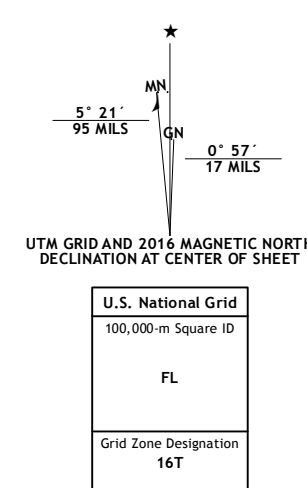 ★
MN.
5° 21´
95 MILS
GN
0° 57´
17 MILS
UTM GRID AND 2016 MAGNETIC NORTH
DECLINATION AT CENTER OF SHEET
U.S. National Grid
100,000-m Square ID
FL
Grid Zone Designation
16T